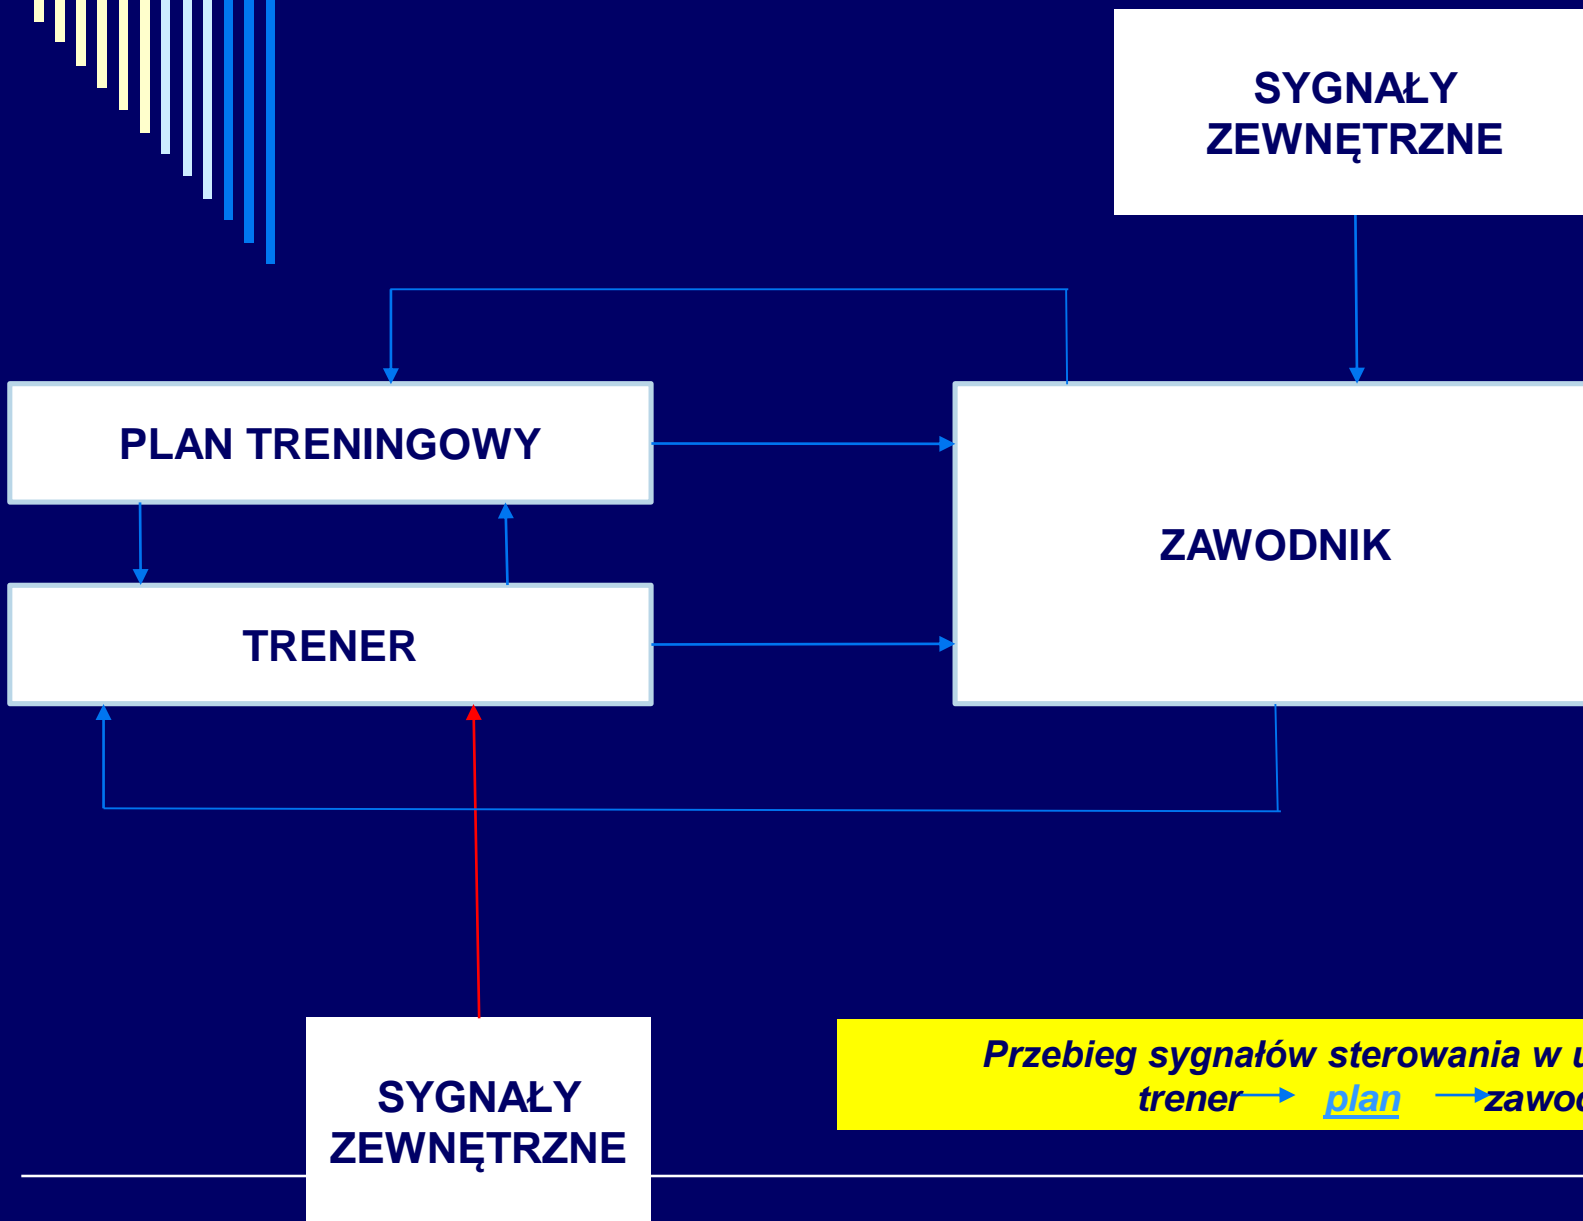 SYGNAŁY
ZEWNĘTRZNE
PLAN TRENINGOWY
ZAWODNIK
TRENER
SYGNAŁY
ZEWNĘTRZNE
Przebieg sygnałów sterowania w
trener plan